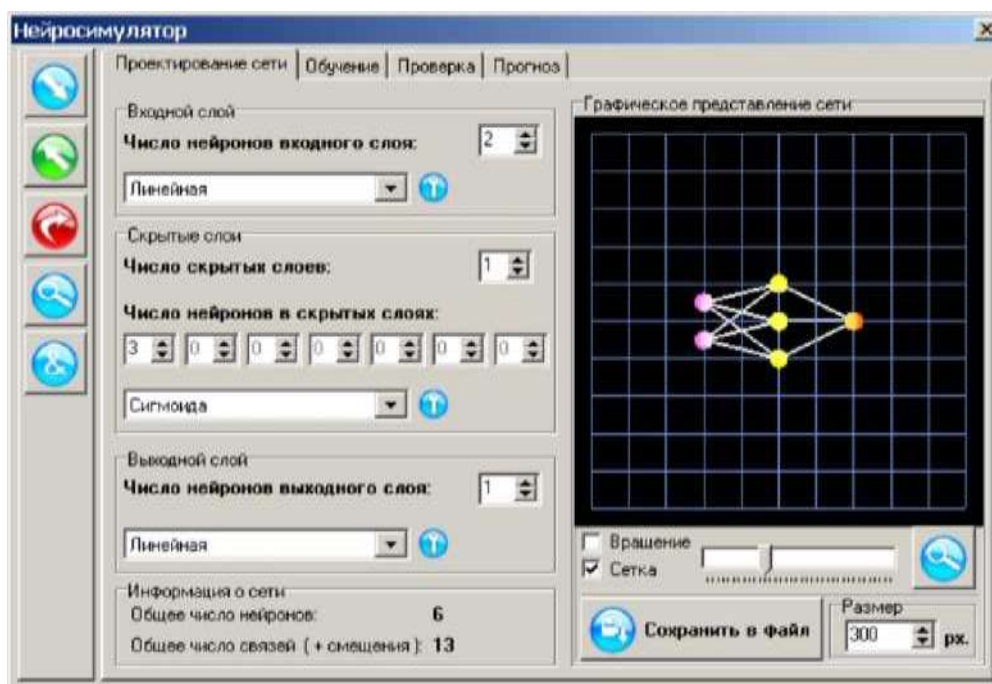 Нейросимулятор
Проектирование сети Обучение Проверка Прогноз
Входной слой
Число нейронов входного слоя: 2
Линейная
Скрытые слои
Число скрытых слоев: 1
Число нейронов в скрытых слоях:
3 0 0 0 0 0 0
Сигмоида
Выходной слой
Число нейронов выходного слоя: 1
Линейная
Информация о сети
Общее число нейронов: 6
Общее число связей ( + смещения ): 13
Графическое представление сети
Вращение
Сетка
Сохранить в файл
Размер
300 px.